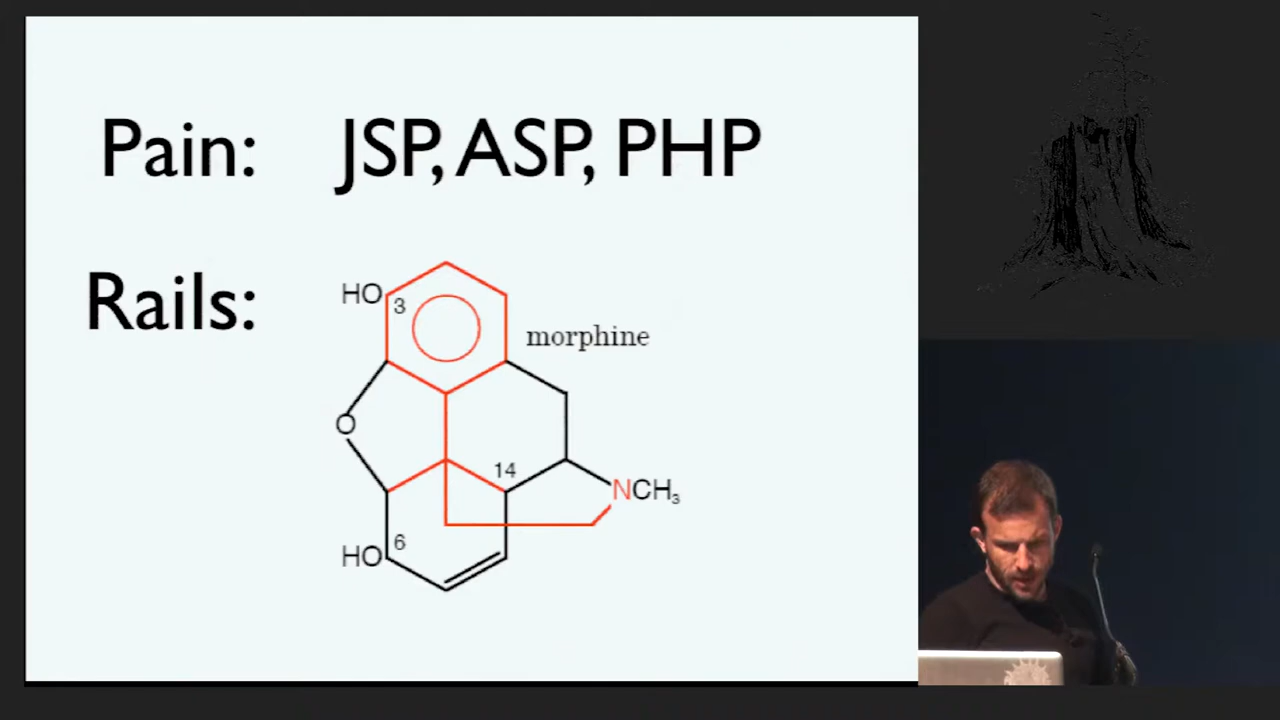 Pain: JSP, ASP, PHP
Rails:
HO 3
morphine
O
14
NCH₃
6
HO